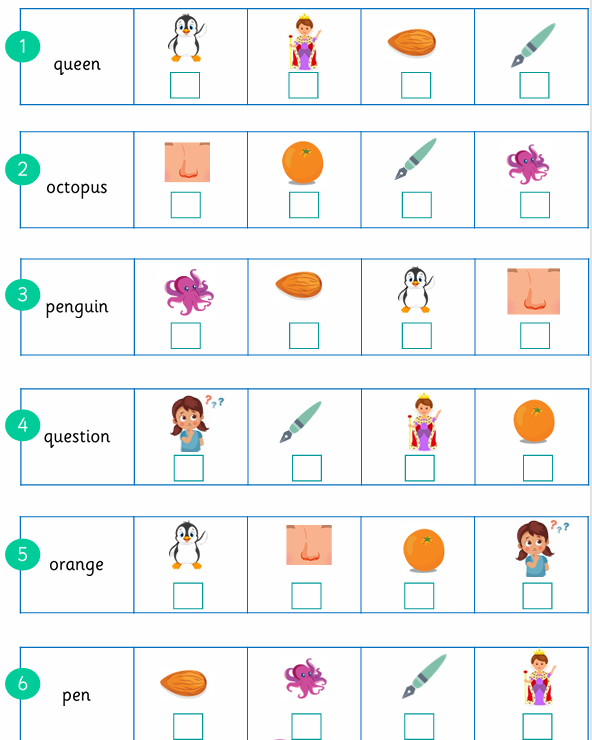 1
queen
2
octopus
3
penguin
4
question
???
5
orange
???
6
pen